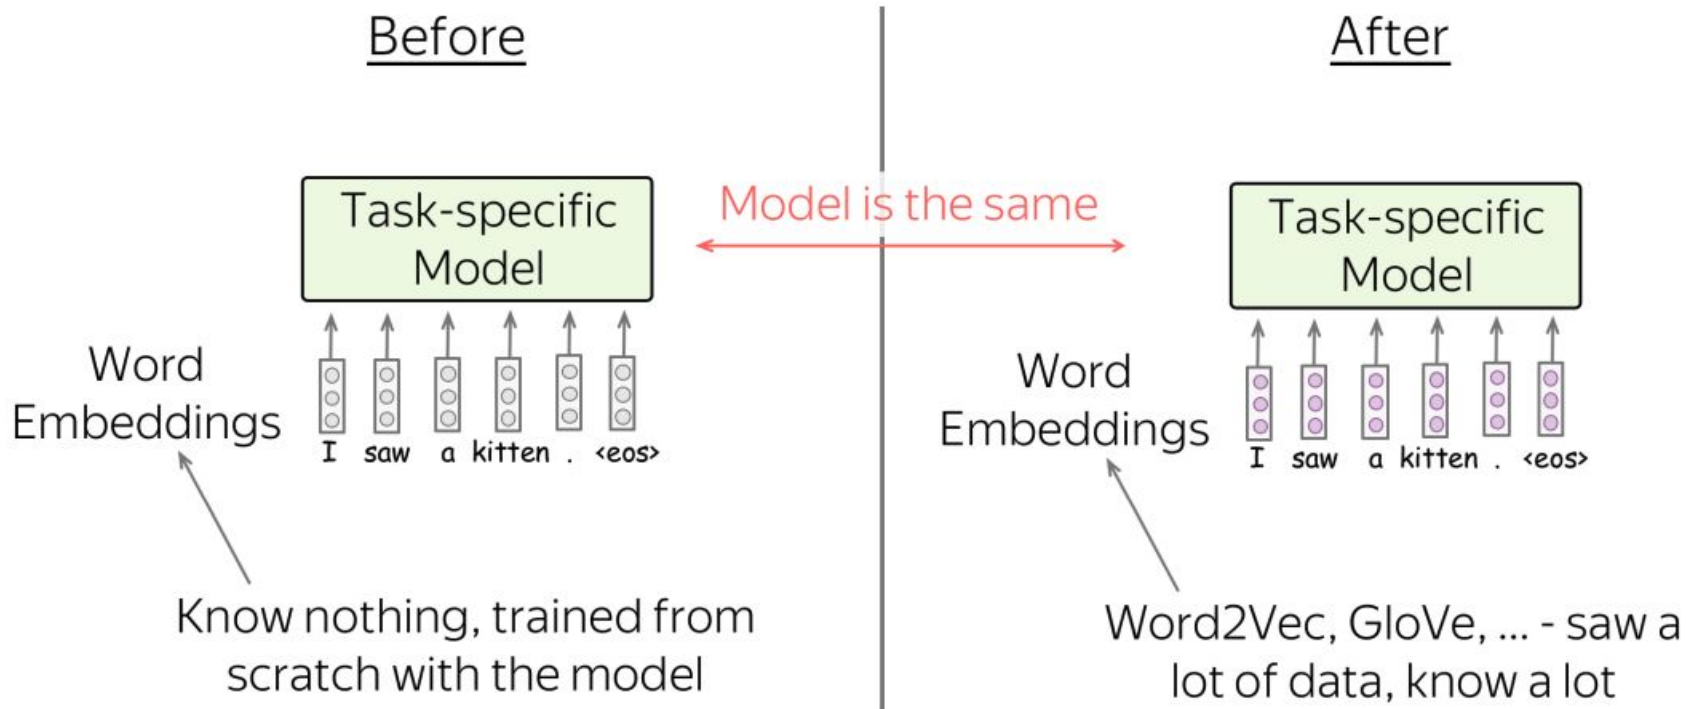 Before
Task-specific
Model
Word
Embeddings
I saw a kitten . <eos>
Know nothing, trained from
scratch with the model
Model is the same
After
Task-specific
Model
Word
Embeddings
I saw a kitten . <eos>
Word2Vec, GloVe, ... - saw a
lot of data, know a lot